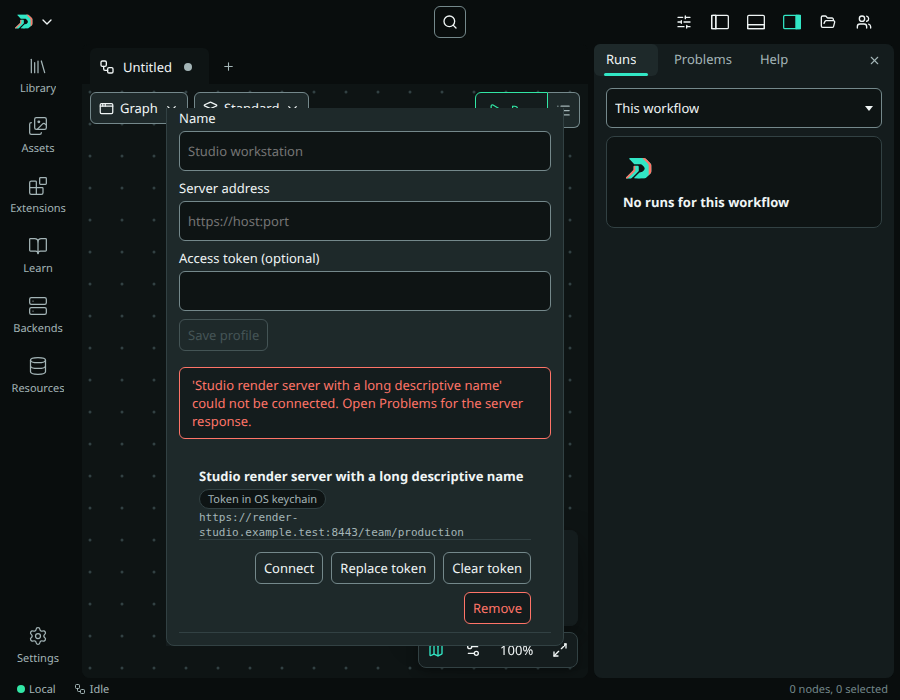 Library
Assets
Extensions
Learn
Backends
Resources
Settings
Untitled
Graph
Standard
Name
Studio workstation
Server address
https://host:port
Access token (optional)
Save profile
'Studio render server with a long descriptive name'
could not be connected. Open Problems for the server
response.
Studio render server with a long descriptive name
Token in OS keychain
https://render-
studio.example.test:8443/team/production
Connect
Replace token
Clear token
Remove
100%
Runs
Problems
Help
This workflow
No runs for this workflow
Local
Idle
0 nodes, 0 selected